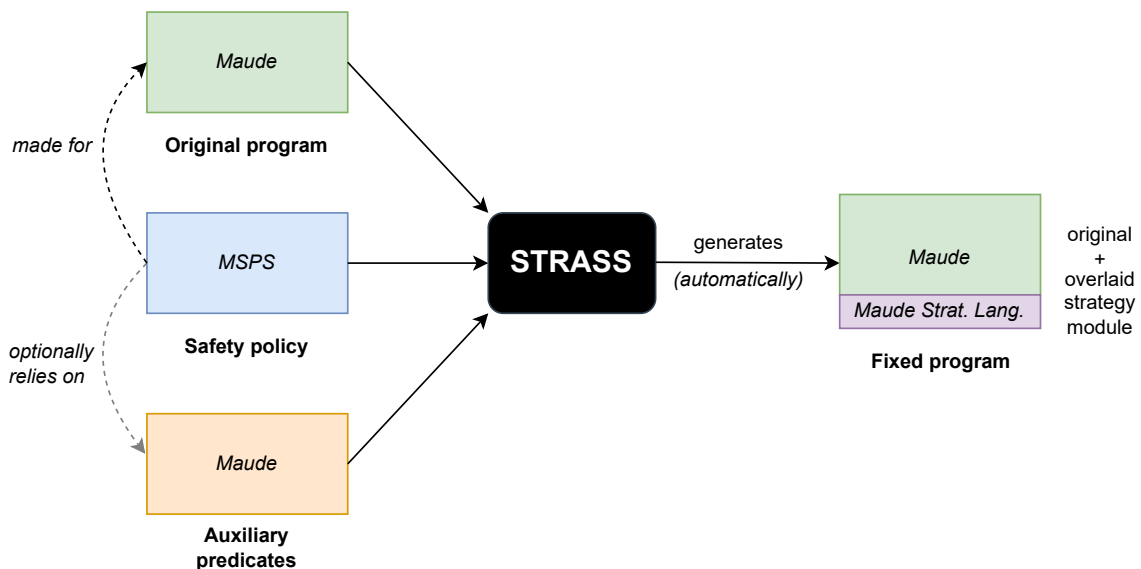 Maude
Original program
made for
MSPS
Safety policy
optionally
relies on
Maude
Auxiliary
predicates
STRASS
generates
(automatically)
Maude
Maude Strat. Lang.
Fixed program
original
+
overlaid
strategy
module